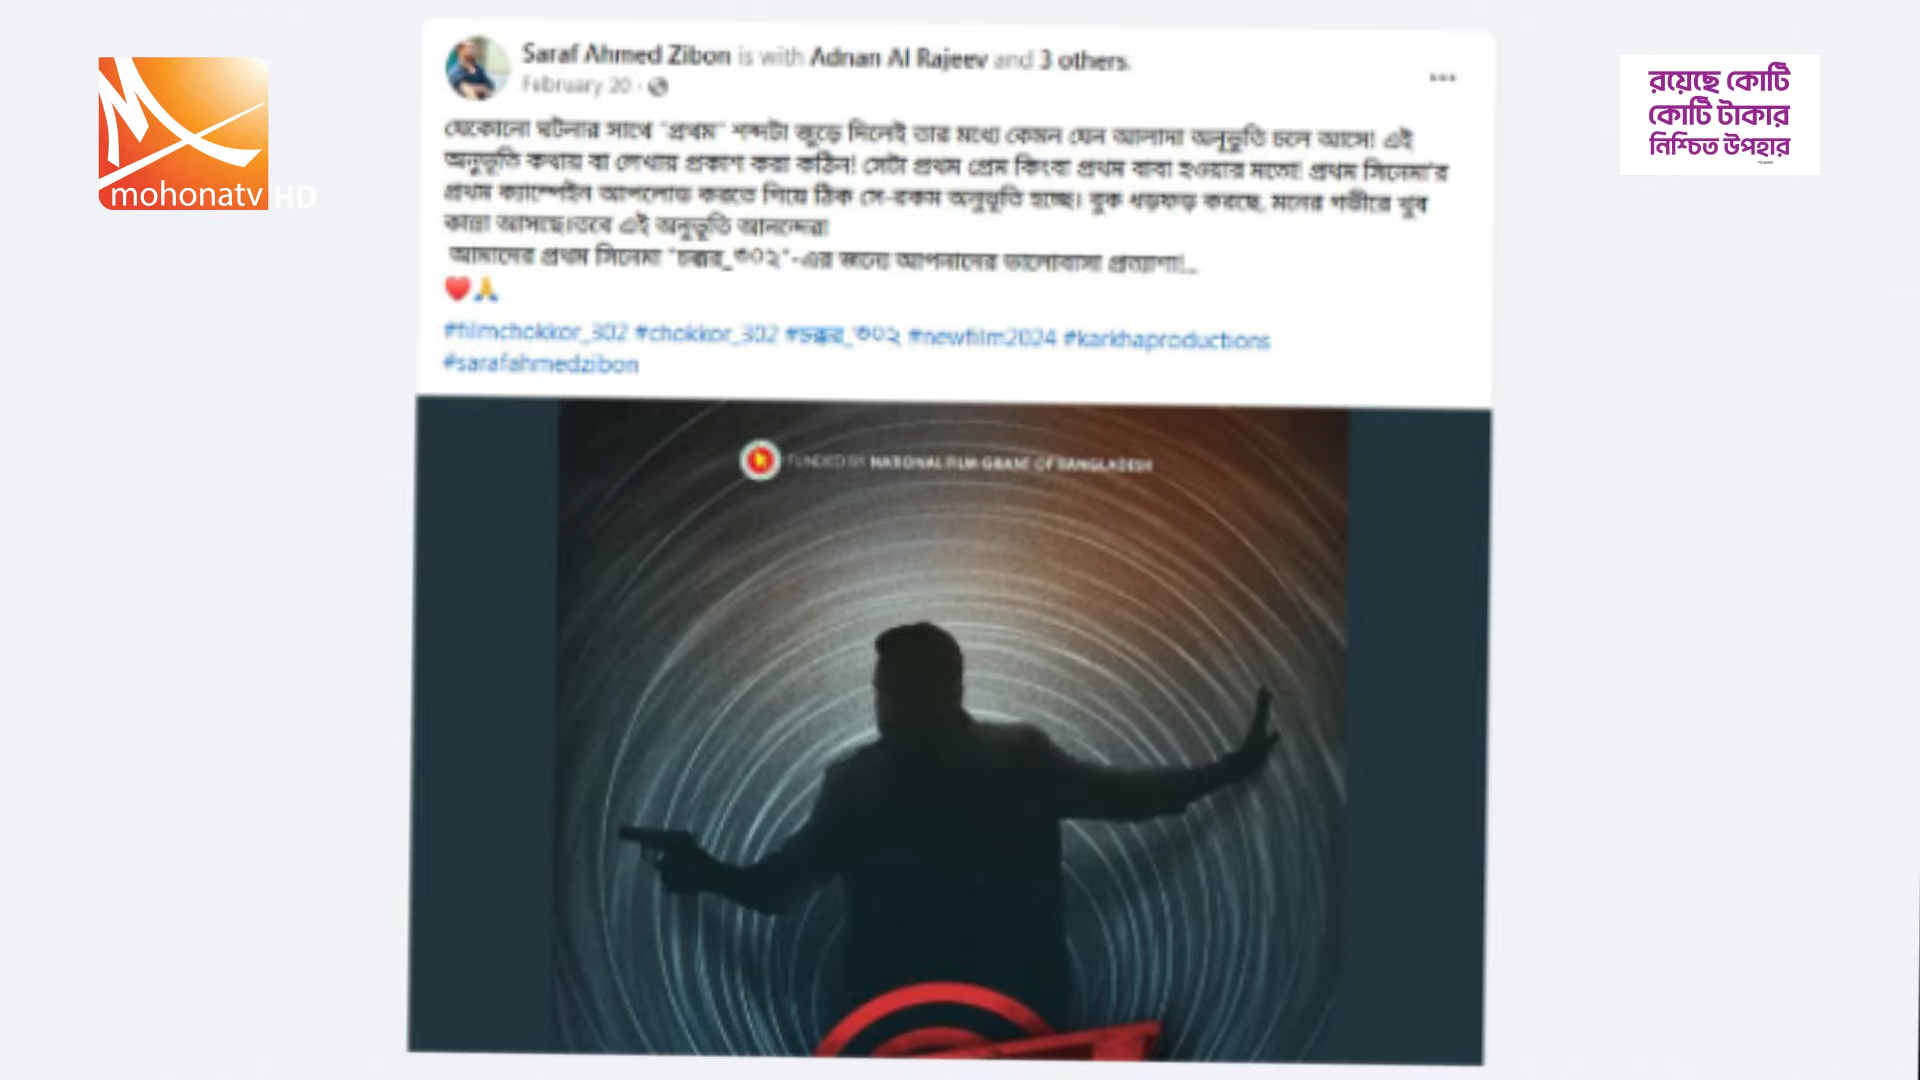 Saraf Ahmed Zibon is with Adnan Al Rajeev and 3 others.
February 20
যেকোনো ঘটনার সাথে "প্রথম" শব্দটা জুড়ে দিলেই তার মধ্যে কেমন যেন আলাদা অনুভূতি চলে আসে! এই
অনুভূতি কথায় বা লেখায় প্রকাশ করা কঠিন! সেটা প্রথম প্রেম কিংবা প্রথম বাবা হওয়ার মতো! প্রথম সিনেমা'র
প্রথম ক্যাম্পেইন আপলোড করতে গিয়ে ঠিক সে-রকম অনুভূতি হচ্ছে। বুক ধড়ফড় করছে, মনের গভীরে খুব
কান্না আসছে।তবে এই অনুভূতি আনন্দের!
আমাদের প্রথম সিনেমা "চক্কর_৩০২"-এর জন্যে আপনাদের ভালোবাসা প্রত্যাশা!..
#filmchokkor_302 #chokkor_302 #চক্কর_৩০২ #newfilm2024 #karkhaproductions
#sarafahmedzibon
FUNDED BY NATIONAL FILM GRANT OF BANGLADESH
mohonatv HD
রয়েছে কোটি
কোটি টাকার
নিশ্চিত উপহার